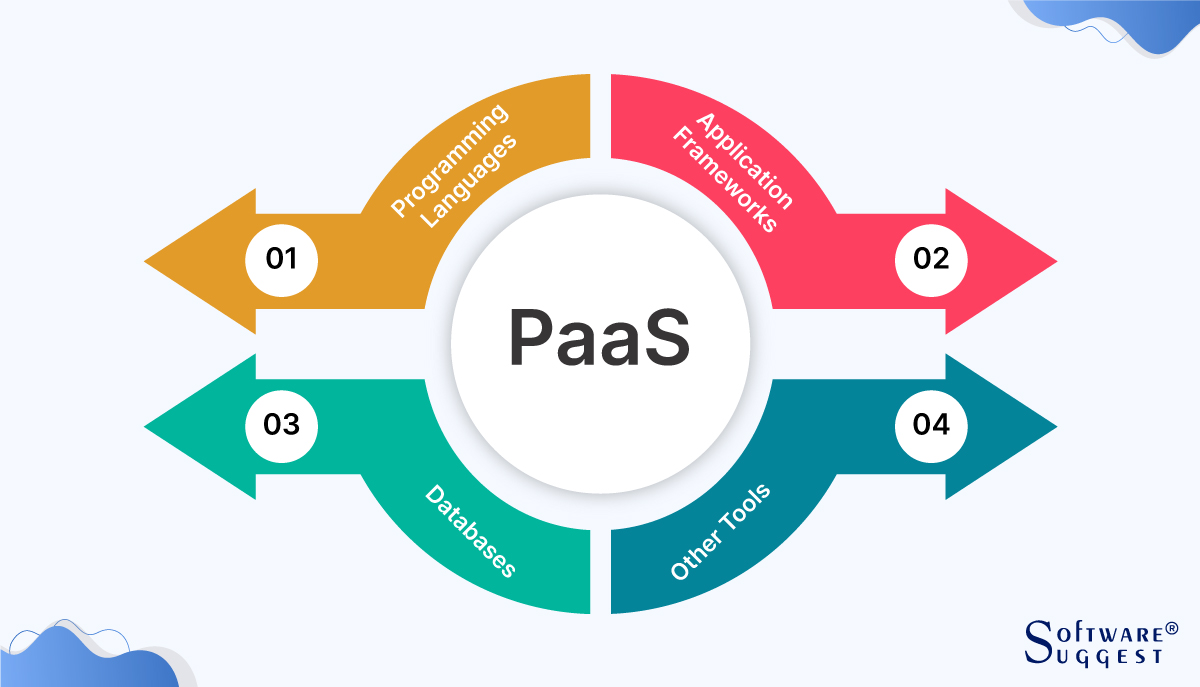 Programming
Languages
Application
Frameworks
01
02
PaaS
03
04
Databases
Other Tools
SOFTWARE®
SUGGEST